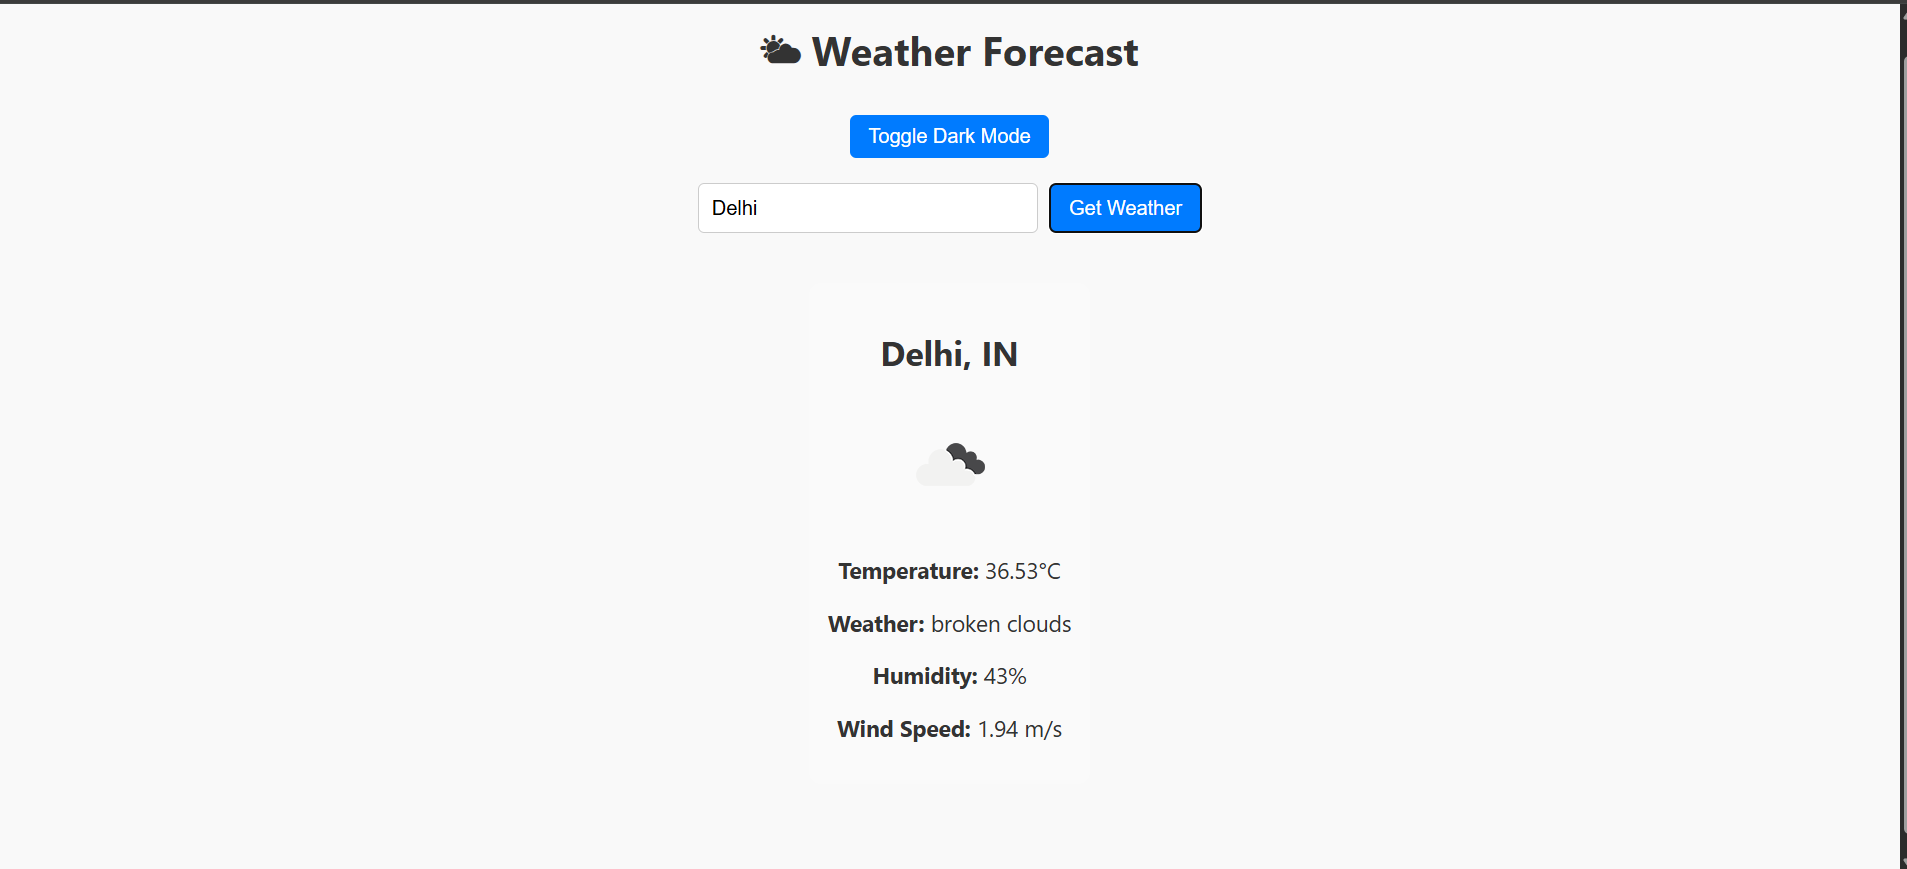 Weather Forecast
Toggle Dark Mode
Delhi Get Weather
Delhi, IN
Temperature: 36.53°C
Weather: broken clouds
Humidity: 43%
Wind Speed: 1.94 m/s